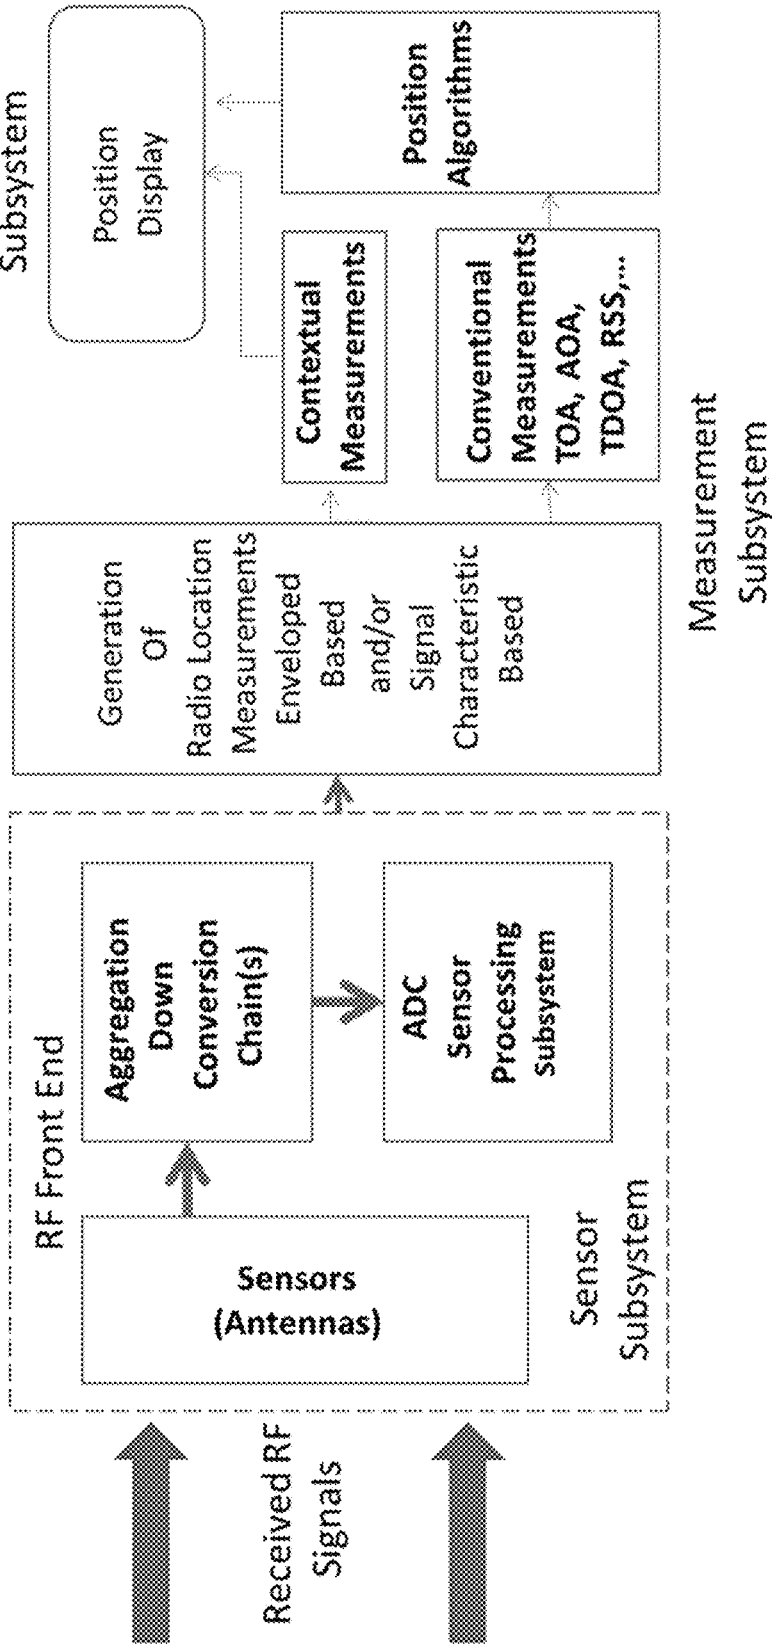 Received RF
Signals
RF Front End
Sensors
(Antennas)
Aggregation
Down
Conversion
Chain(s)
ADC
Sensor
Processing
Subsystem
Sensor
Subsystem
Generation
Of
Radio Location
Measurements
Enveloped
Based
and/or
Signal
Characteristic
Based
Contextual
Measurements
Conventional
Measurements
TOA, AOA,
TDOA, RSS,...
Measurement
Subsystem
Subsystem
Position
Display
Position
Algorithms